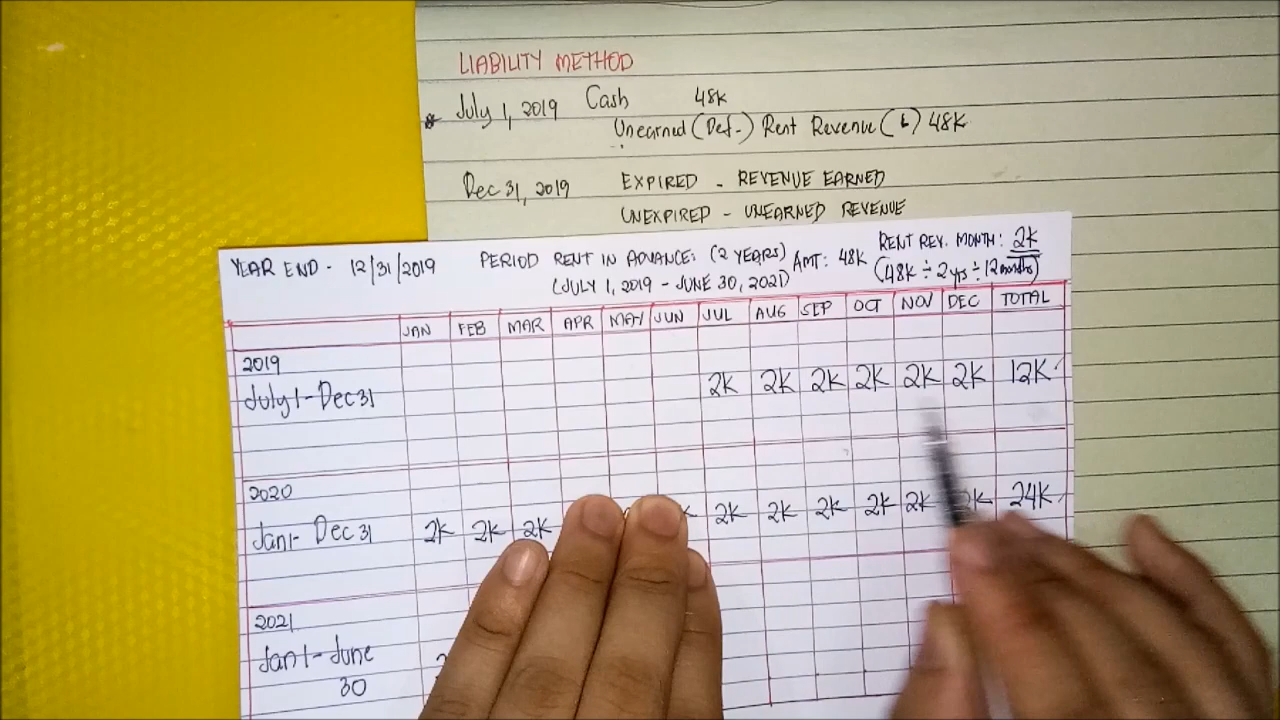 LIABILITY METHOD
* July 1, 2019 Cash 48K
Unearned (Def.) Rent Revenue (L) 48K
Dec 31, 2019 EXPIRED - REVENUE EARNED
UNEXPIRED - UNEARNED REVENUE
YEAR END - 12/31/2019 PERIOD RENT IN ADVANCE: (2 YEARS) AMT: 48K RENT REV. MONTH: 2K
(JULY 1, 2019 - JUNE 30, 2021) (48K ÷ 2yrs ÷ 12months)
JAN FEB MAR APR MAY JUN JUL AUG SEP OCT NOV DEC TOTAL
2019
July 1 - Dec 31 2K 2K 2K 2K 2K 2K 12K
2020
Jan 1 - Dec 31 2K 2K 2K 2K 2K 2K 2K 2K 2K 24K
2021
Jan 1 - June
30